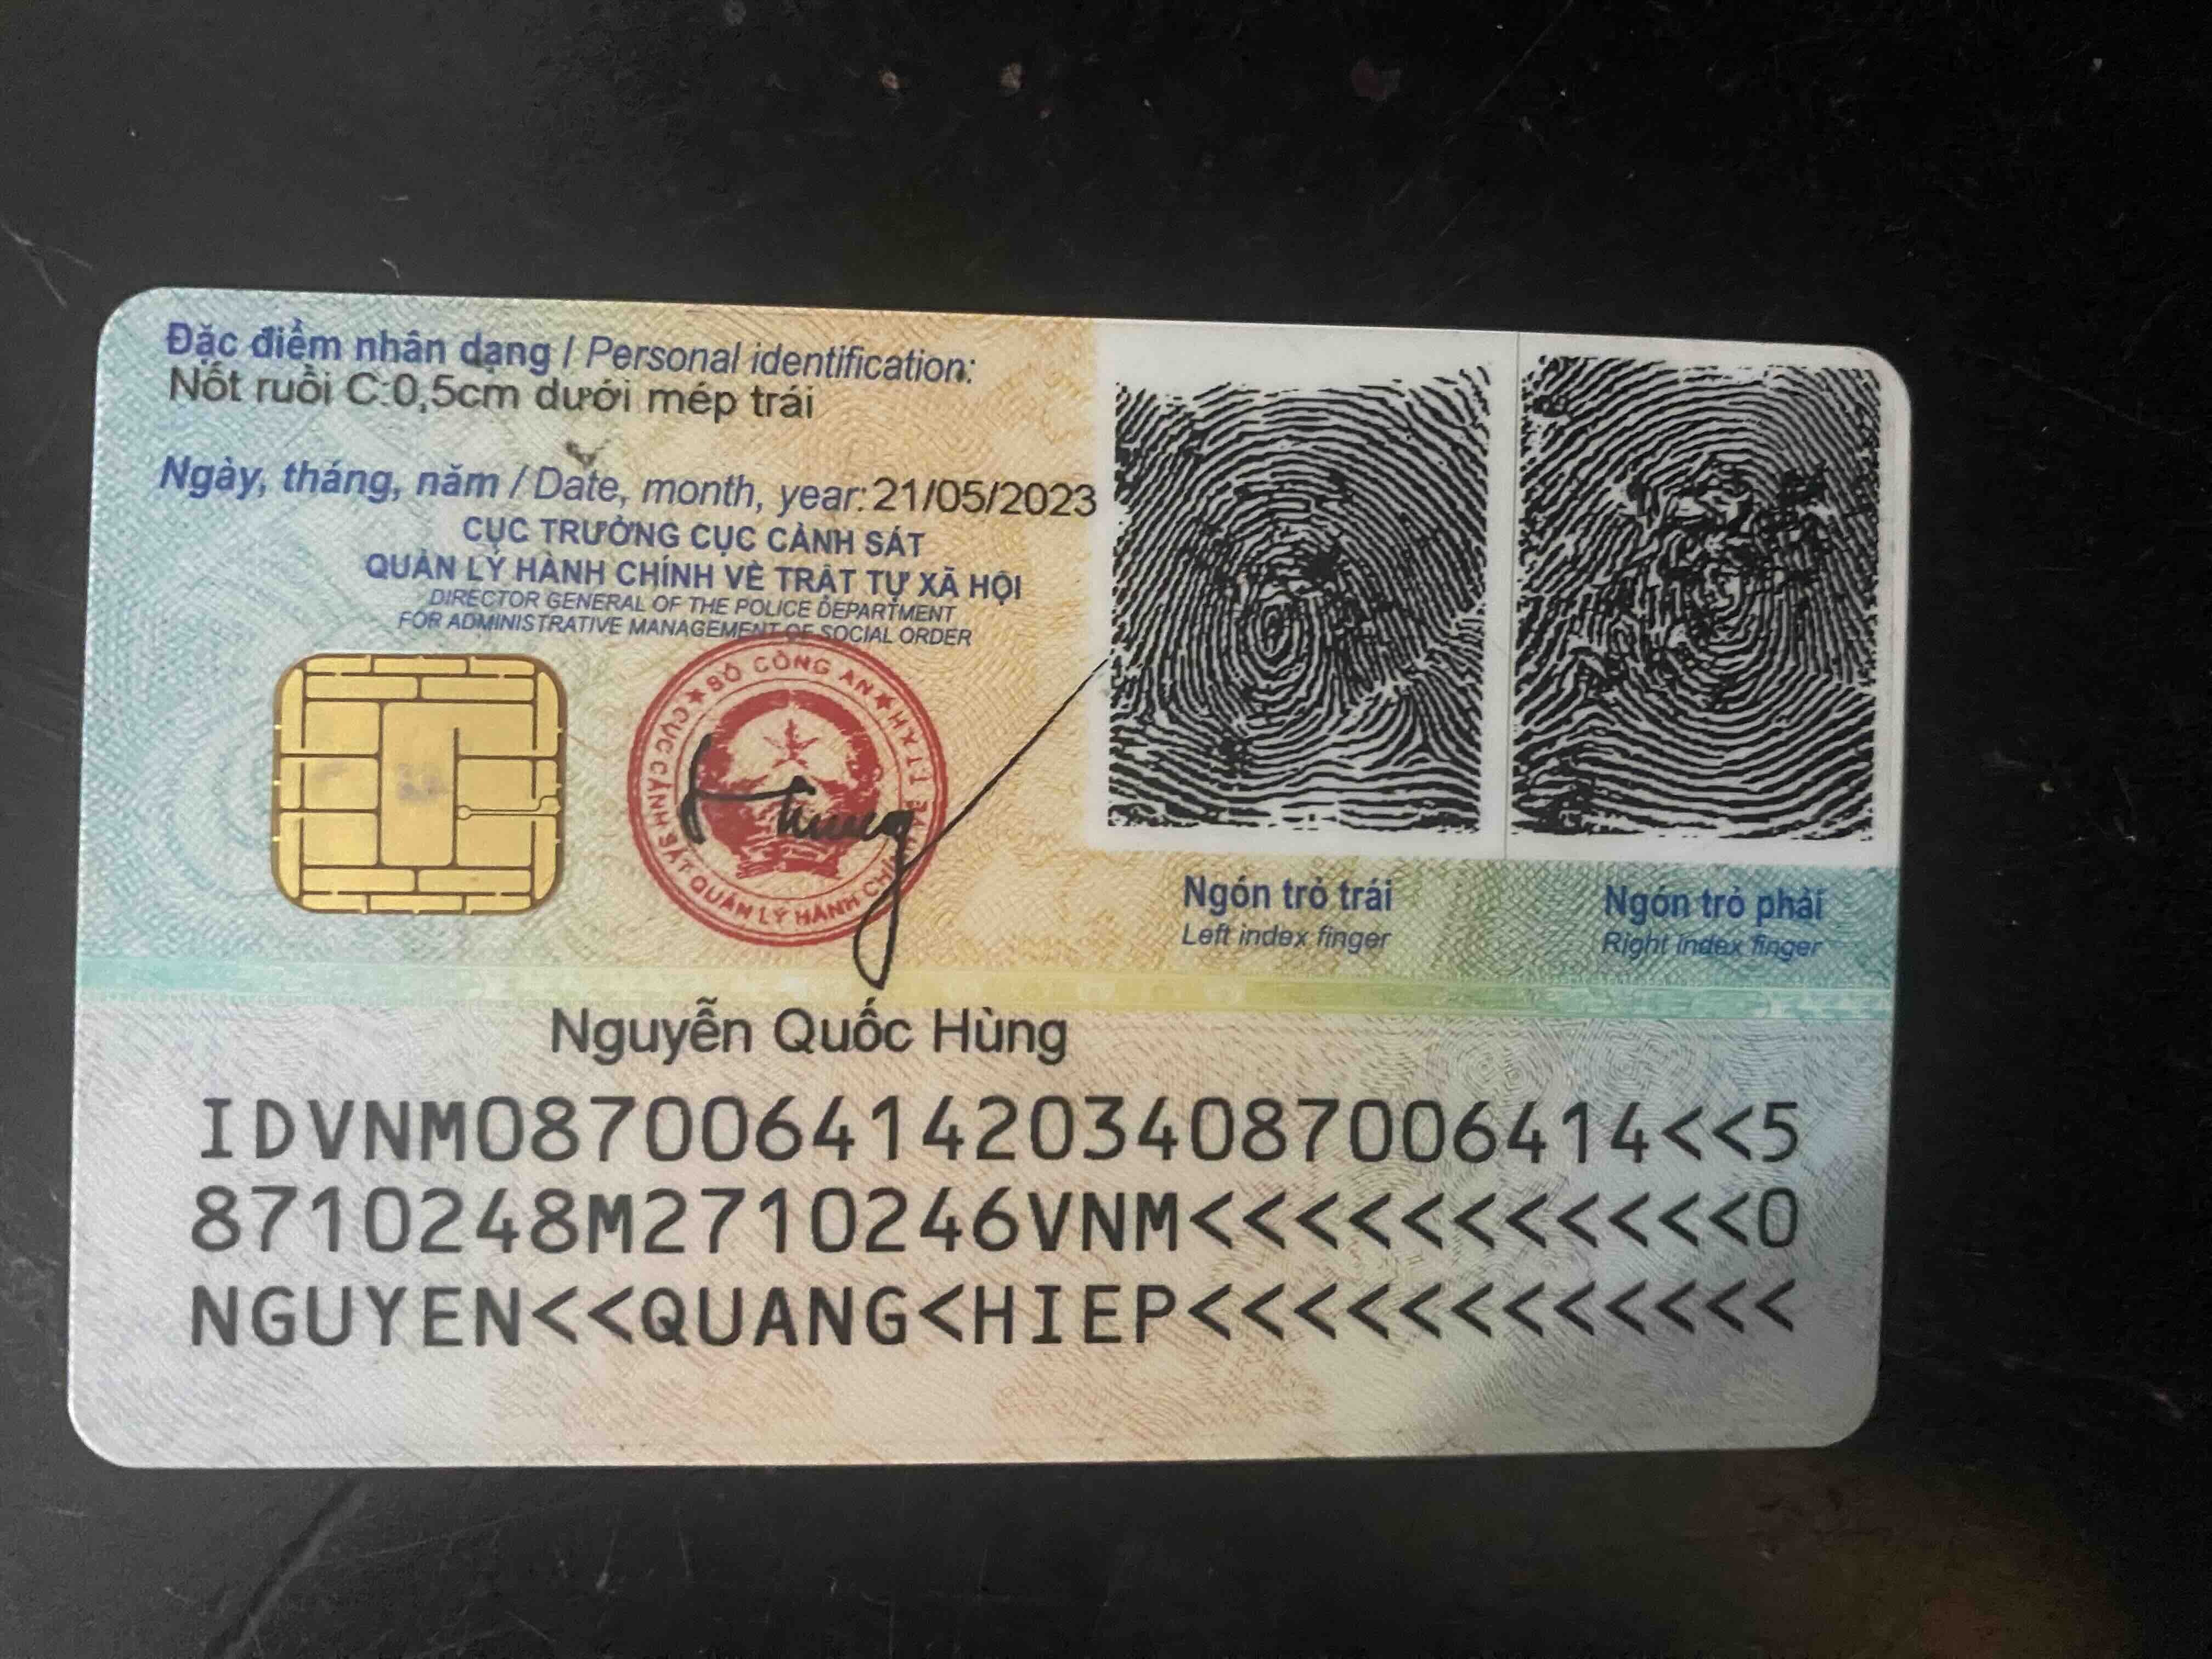 Đặc điểm nhân dạng / Personal identification:
Nốt ruồi C:0,5cm dưới mép trái
Ngày, tháng, năm / Date, month, year: 21/05/2023
CỤC TRƯỞNG CỤC CẢNH SÁT
QUẢN LÝ HÀNH CHÍNH VỀ TRẬT TỰ XÃ HỘI
DIRECTOR GENERAL OF THE POLICE DEPARTMENT
FOR ADMINISTRATIVE MANAGEMENT OF SOCIAL ORDER
BỘ CÔNG AN
CỤC CẢNH SÁT QUẢN LÝ HÀNH CHÍNH VỀ TTXH
Ngón trỏ trái
Left index finger
Ngón trỏ phải
Right index finger
Nguyễn Quốc Hùng
IDVNM0870064142034087006414<<5
8710248M2710246VNM<<<<<<<<<<<0
NGUYEN<<QUANG<HIEP<<<<<<<<<<<<